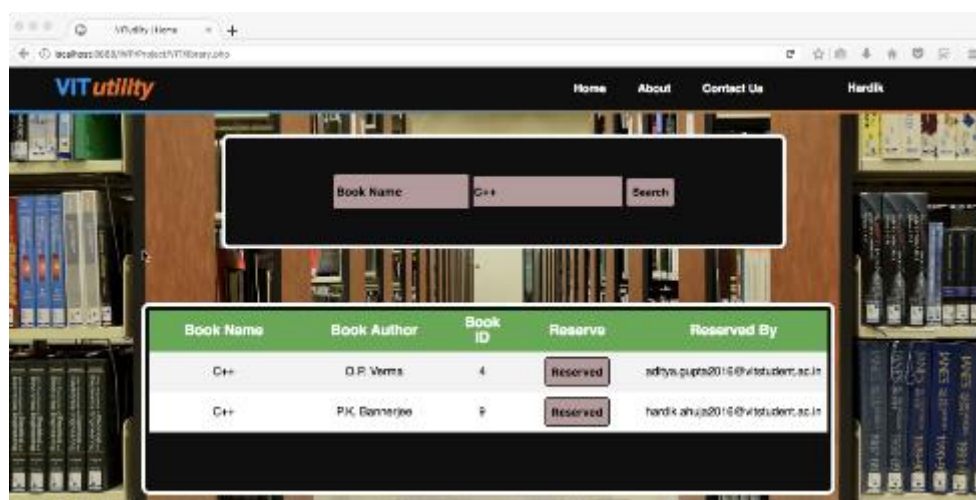 VITutility | Home
VITutility
Home About Contact Us Hardik
Book Name C++ Search
Book Name Book Author Book ID Reserve Reserved By
C++ O.P. Verma 4 Reserved aditya.gupta2016@vitstudent.ac.in
C++ P.K. Bannerjee 9 Reserved hardik.ahuja2016@vitstudent.ac.in